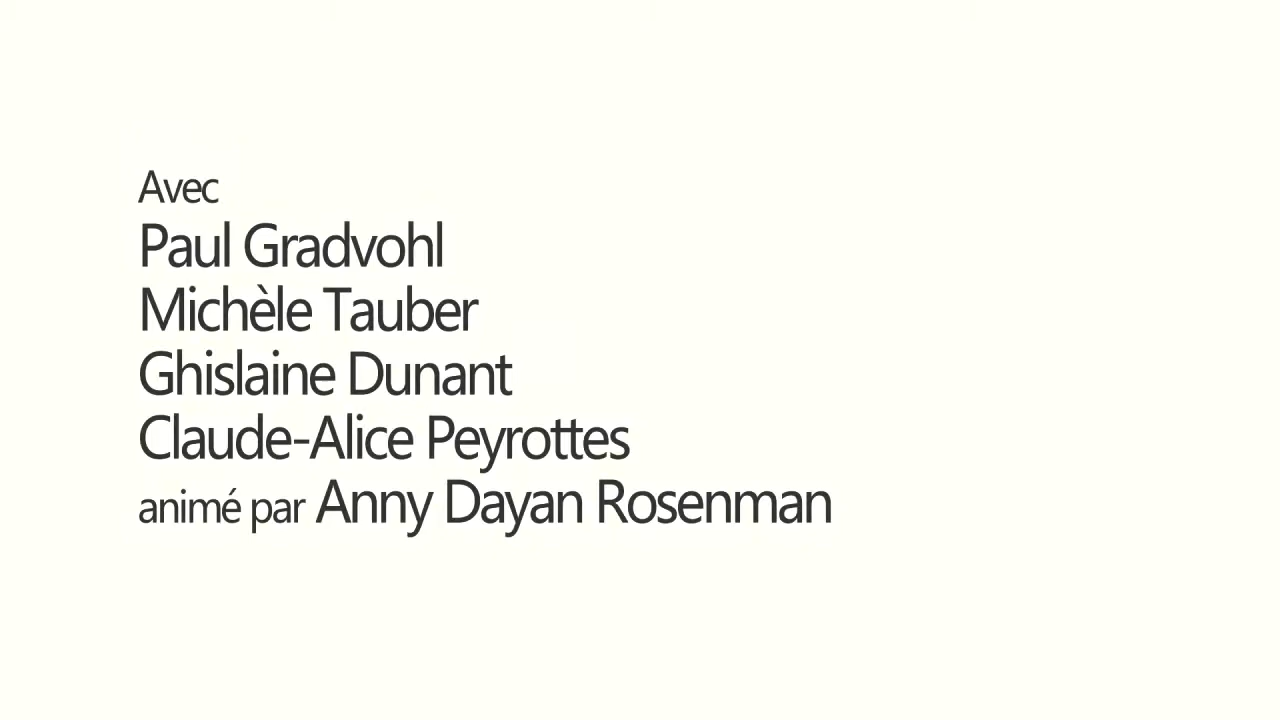 Avec
Paul Gradvohl
Michèle Tauber
Ghislaine Dunant
Claude-Alice Peyrottes
animé par Anny Dayan Rosenman